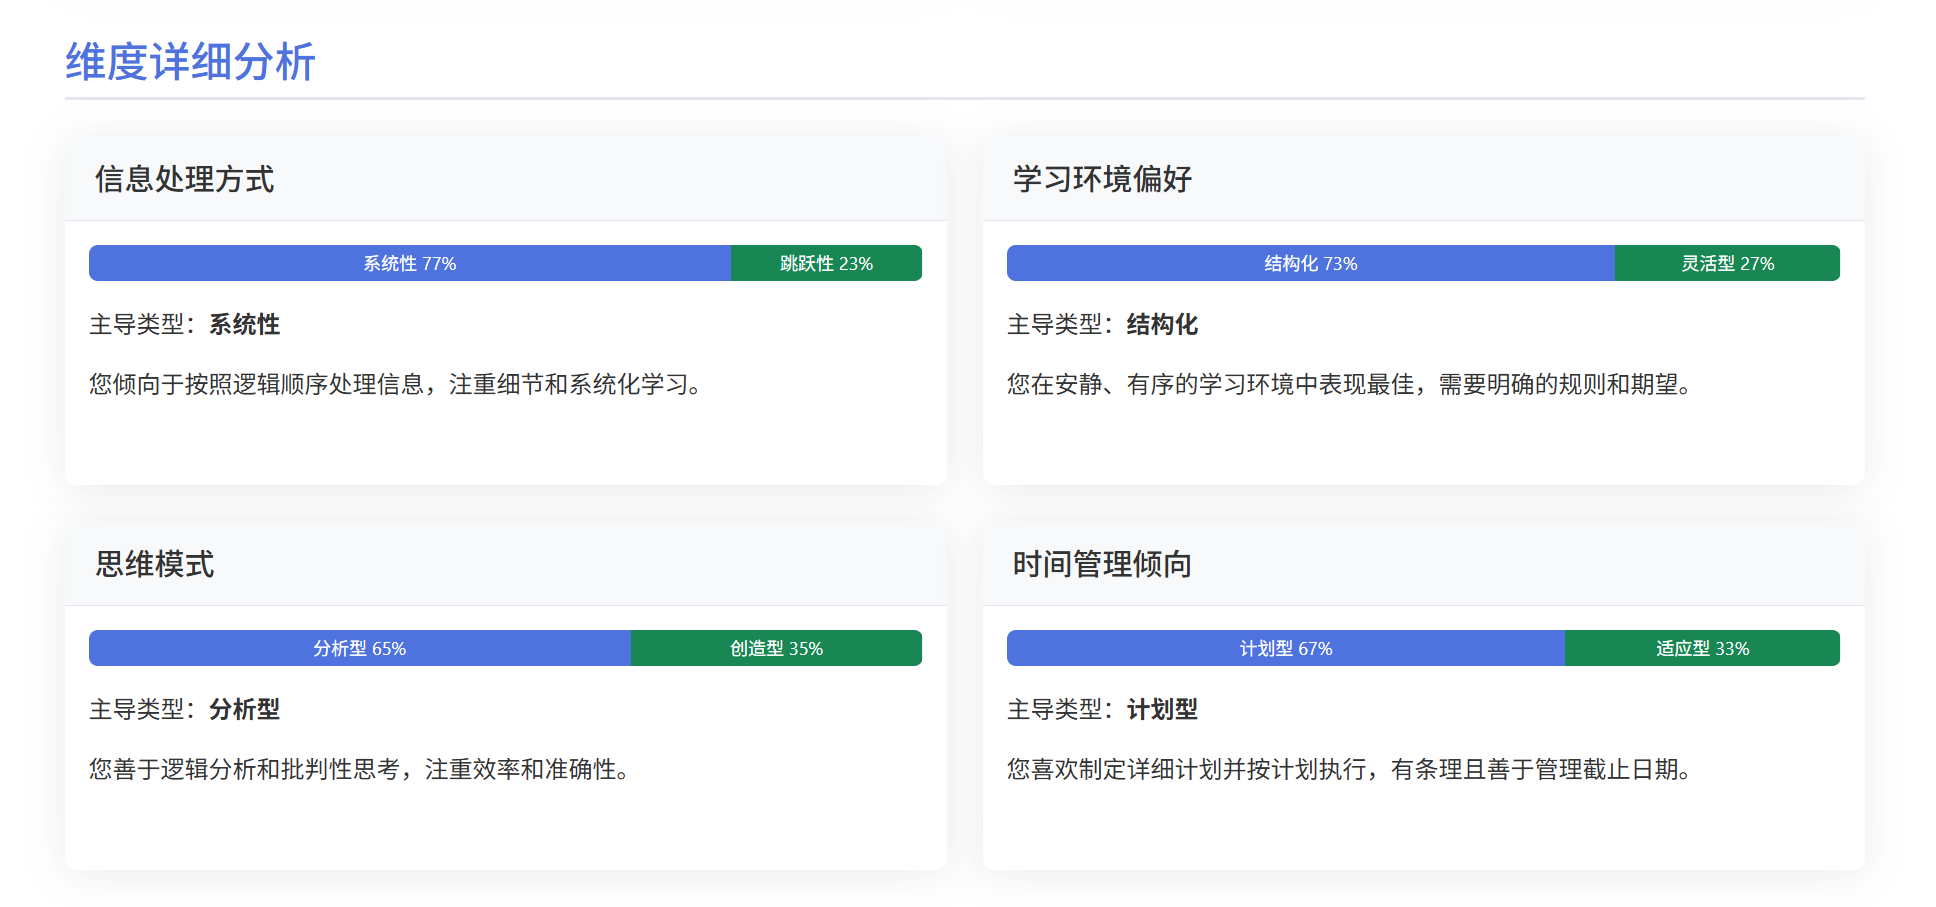 维度详细分析
信息处理方式
系统性 77%
跳跃性 23%
主导类型：系统性
您倾向于按照逻辑顺序处理信息，注重细节和系统化学习。
学习环境偏好
结构化 73%
灵活型 27%
主导类型：结构化
您在安静、有序的学习环境中表现最佳，需要明确的规则和期望。
思维模式
分析型 65%
创造型 35%
主导类型：分析型
您善于逻辑分析和批判性思考，注重效率和准确性。
时间管理倾向
计划型 67%
适应型 33%
主导类型：计划型
您喜欢制定详细计划并按计划执行，有条理且善于管理截止日期。